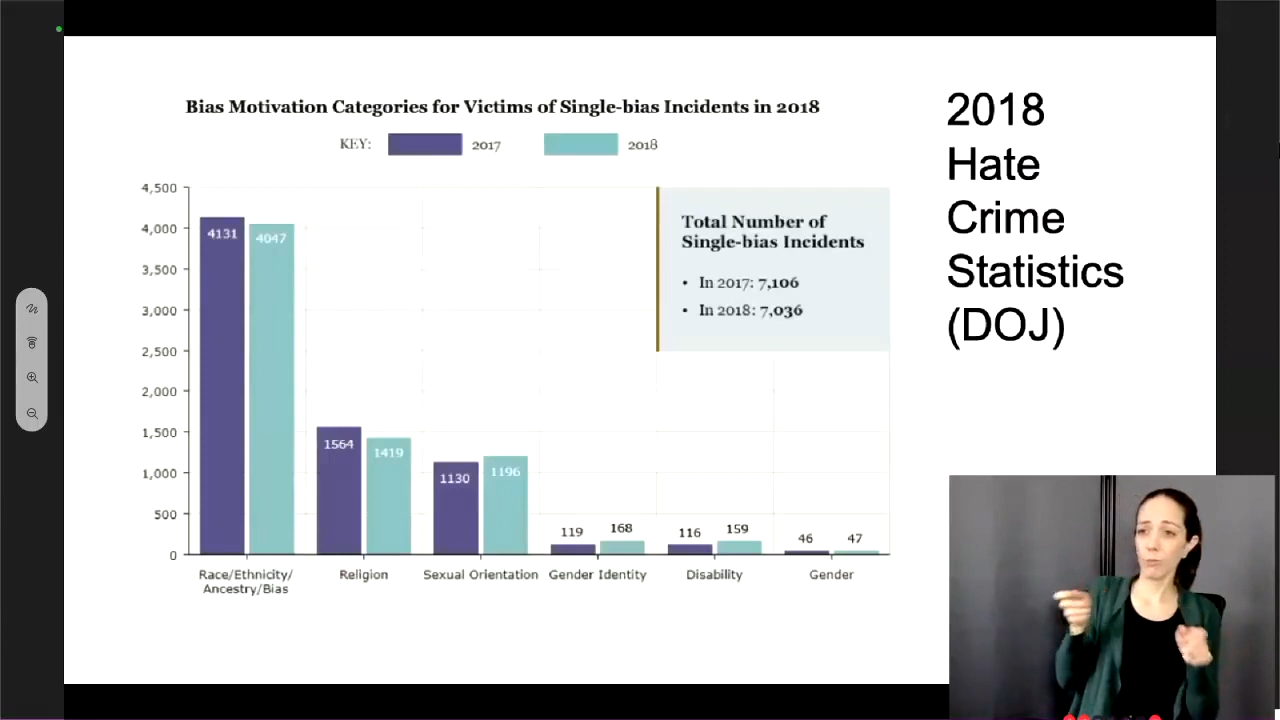 Bias Motivation Categories for Victims of Single-bias Incidents in 2018
KEY: 2017 2018
4,500
4,000
3,500
3,000
2,500
2,000
1,500
1,000
500
0
4131 4047
1564 1419
1130 1196
119 168
116 159
46 47
Race/Ethnicity/
Ancestry/Bias
Religion
Sexual Orientation
Gender Identity
Disability
Gender
Total Number of
Single-bias Incidents
• In 2017: 7,106
• In 2018: 7,036
2018
Hate
Crime
Statistics
(DOJ)